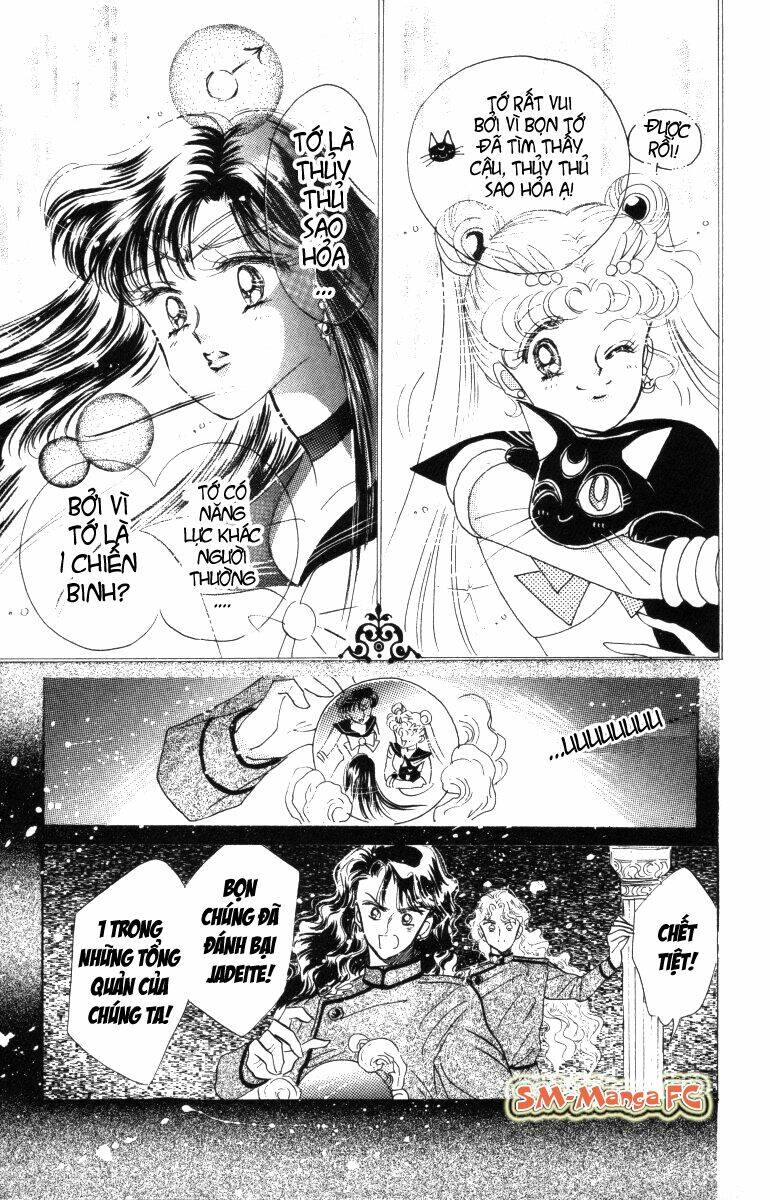 ĐƯỢC
RỒI!
TỚ RẤT VUI
BỞI VÌ BỌN TỚ
ĐÃ TÌM THẤY
CẬU, THỦY THỦ
SAO HỎA Ạ!
TỚ LÀ
THỦY
THỦ
SAO
HỎA
...
TỚ CÓ
NĂNG
LỰC KHÁC
NGƯỜI
THƯỜNG
....
BỞI VÌ
TỚ LÀ
1 CHIẾN
BINH?
...UUUUUUUU
CHẾT
TIỆT!
BỌN
CHÚNG ĐÃ
ĐÁNH BẠI
JADEITE!
1 TRONG
NHỮNG TỔNG
QUẢN CỦA
CHÚNG TA!
SM-Manga FC